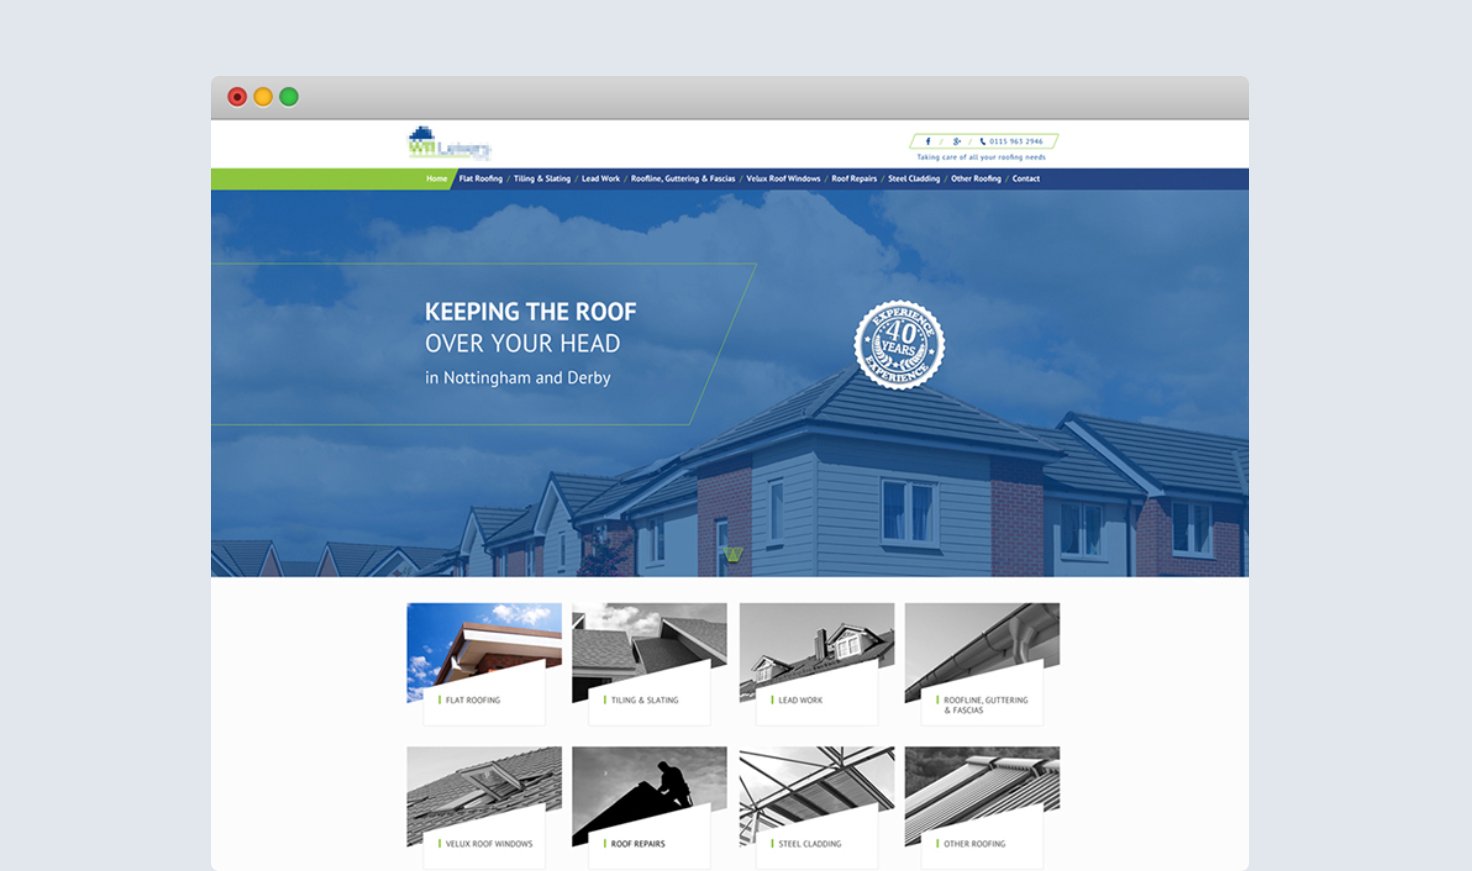 0115 963 2946
Taking care of all your roofing needs
Home Flat Roofing / Tiling & Slating / Lead Work / Roofline, Guttering & Fascias / Velux Roof Windows / Roof Repairs / Steel Cladding / Other Roofing / Contact
KEEPING THE ROOF
OVER YOUR HEAD
in Nottingham and Derby
EXPERIENCE
40
YEARS
EXPERIENCE
FLAT ROOFING
TILING & SLATING
LEAD WORK
ROOFLINE, GUTTERING
& FASCIAS
VELUX ROOF WINDOWS
ROOF REPAIRS
STEEL CLADDING
OTHER ROOFING